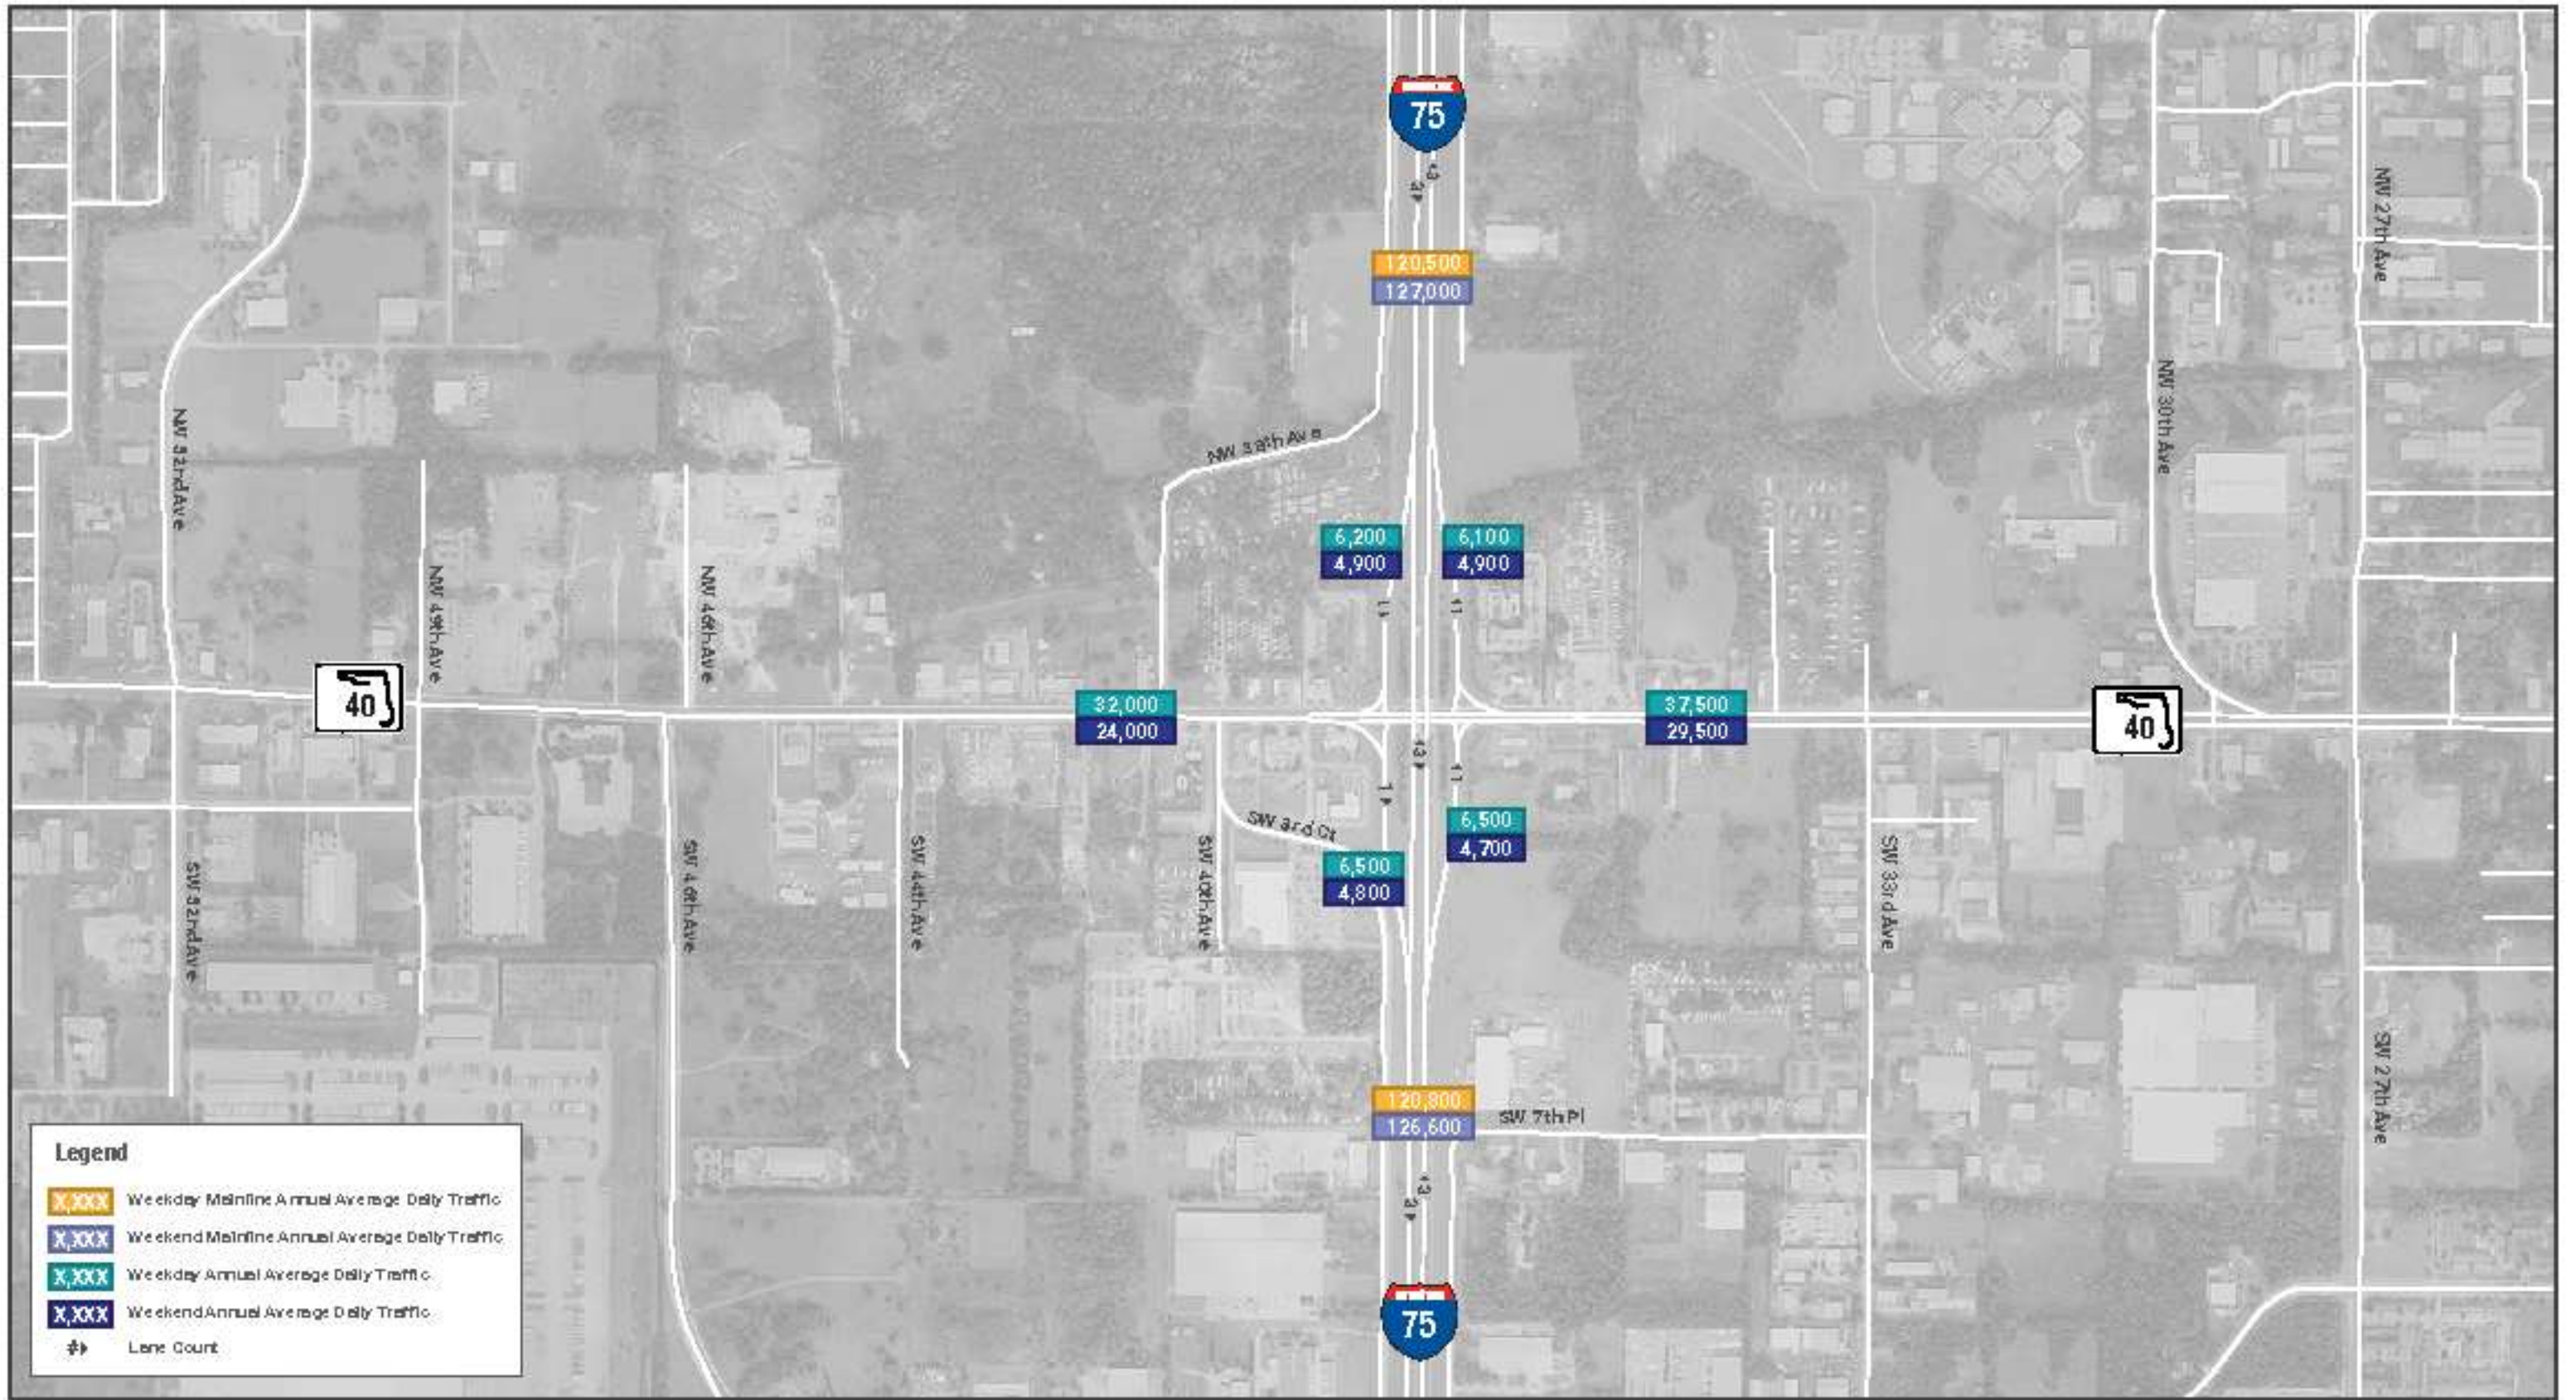 75
NW 27th Ave
120,500
127,000
NW 30th Ave
NW 52nd Ave
NW 38th Ave
6,200
4,900
6,100
4,900
NW 49th Ave
NW 46th Ave
40
32,000
24,000
37,500
29,500
40
6,500
4,700
SW 3rd Ct
6,500
4,800
SW 52nd Ave
SW 46th Ave
SW 44th Ave
SW 40th Ave
SW 33rd Ave
SW 27th Ave
120,800
126,600
SW 7th Pl
75
Legend
X,XXX Weekday Mainline Annual Average Daily Traffic
X,XXX Weekend Mainline Annual Average Daily Traffic
X,XXX Weekday Annual Average Daily Traffic
X,XXX Weekend Annual Average Daily Traffic
# Lane Count